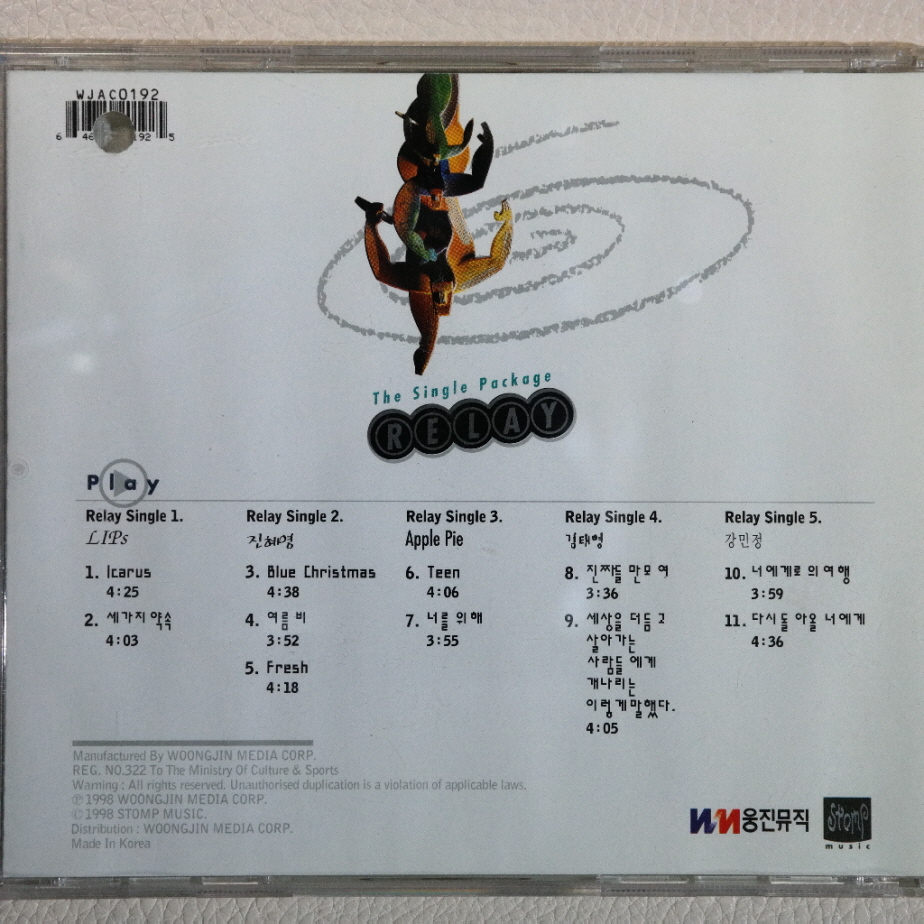 WJAC0192
6 46 192 5
The Single Package
RELAY
Play
Relay Single 1.
LIPs
1. Icarus
4:25
2. 세가지 약속
4:03
Relay Single 2.
진혜명
3. Blue Christmas
4:38
4. 여름 비
3:52
5. Fresh
4:18
Relay Single 3.
Apple Pie
6. Teen
4:06
7. 너를 위해
3:55
Relay Single 4.
김태영
8. 진짜들 만 모 여
3:36
9. 세상을 더듬 고
살아가는
사람들 에게
개나리는
이렇게말했다.
4:05
Relay Single 5.
강민정
10. 너에게로 의 여행
3:59
11. 다시 돌 아올 너에게
4:36
Manufactured By WOONGJIN MEDIA CORP.
REG. NO.322 To The Ministry Of Culture & Sports
Warning : All rights reserved. Unauthorised duplication is a violation of applicable laws.
℗ 1998 WOONGJIN MEDIA CORP.
© 1998 STOMP MUSIC.
Distribution : WOONGJIN MEDIA CORP.
Made In Korea
WM웅진뮤직
Stomp
music